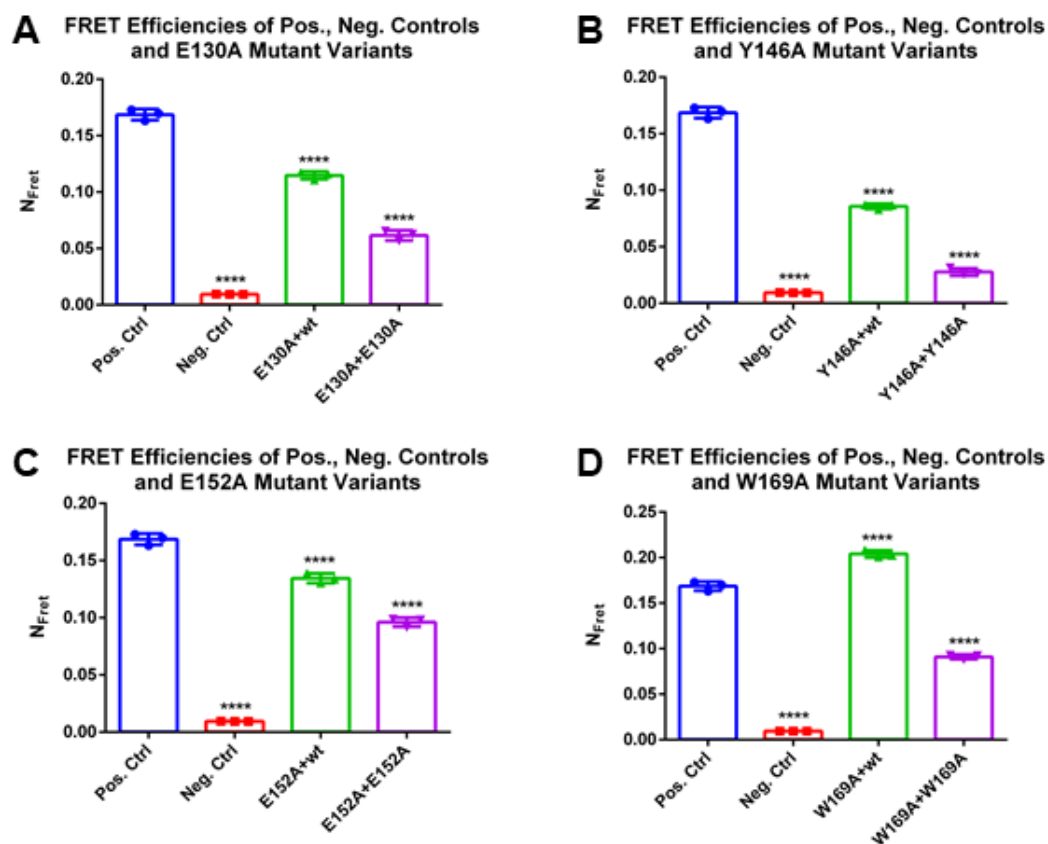 A
FRET Efficiencies of Pos., Neg. Controls
and E130A Mutant Variants
N_Fret
0.20
0.15
0.10
0.05
0.00
****
****
****
Pos. Ctrl
Neg. Ctrl
E130A+wt
E130A+E130A
B
FRET Efficiencies of Pos., Neg. Controls
and Y146A Mutant Variants
N_Fret
0.20
0.15
0.10
0.05
0.00
****
****
****
Pos. Ctrl
Neg. Ctrl
Y146A+wt
Y146A+Y146A
C
FRET Efficiencies of Pos., Neg. Controls
and E152A Mutant Variants
N_Fret
0.20
0.15
0.10
0.05
0.00
****
****
****
Pos. Ctrl
Neg. Ctrl
E152A+wt
E152A+E152A
D
FRET Efficiencies of Pos., Neg. Controls
and W169A Mutant Variants
N_Fret
0.25
0.20
0.15
0.10
0.05
0.00
****
****
****
Pos. Ctrl
Neg. Ctrl
W169A+wt
W169A+W169A